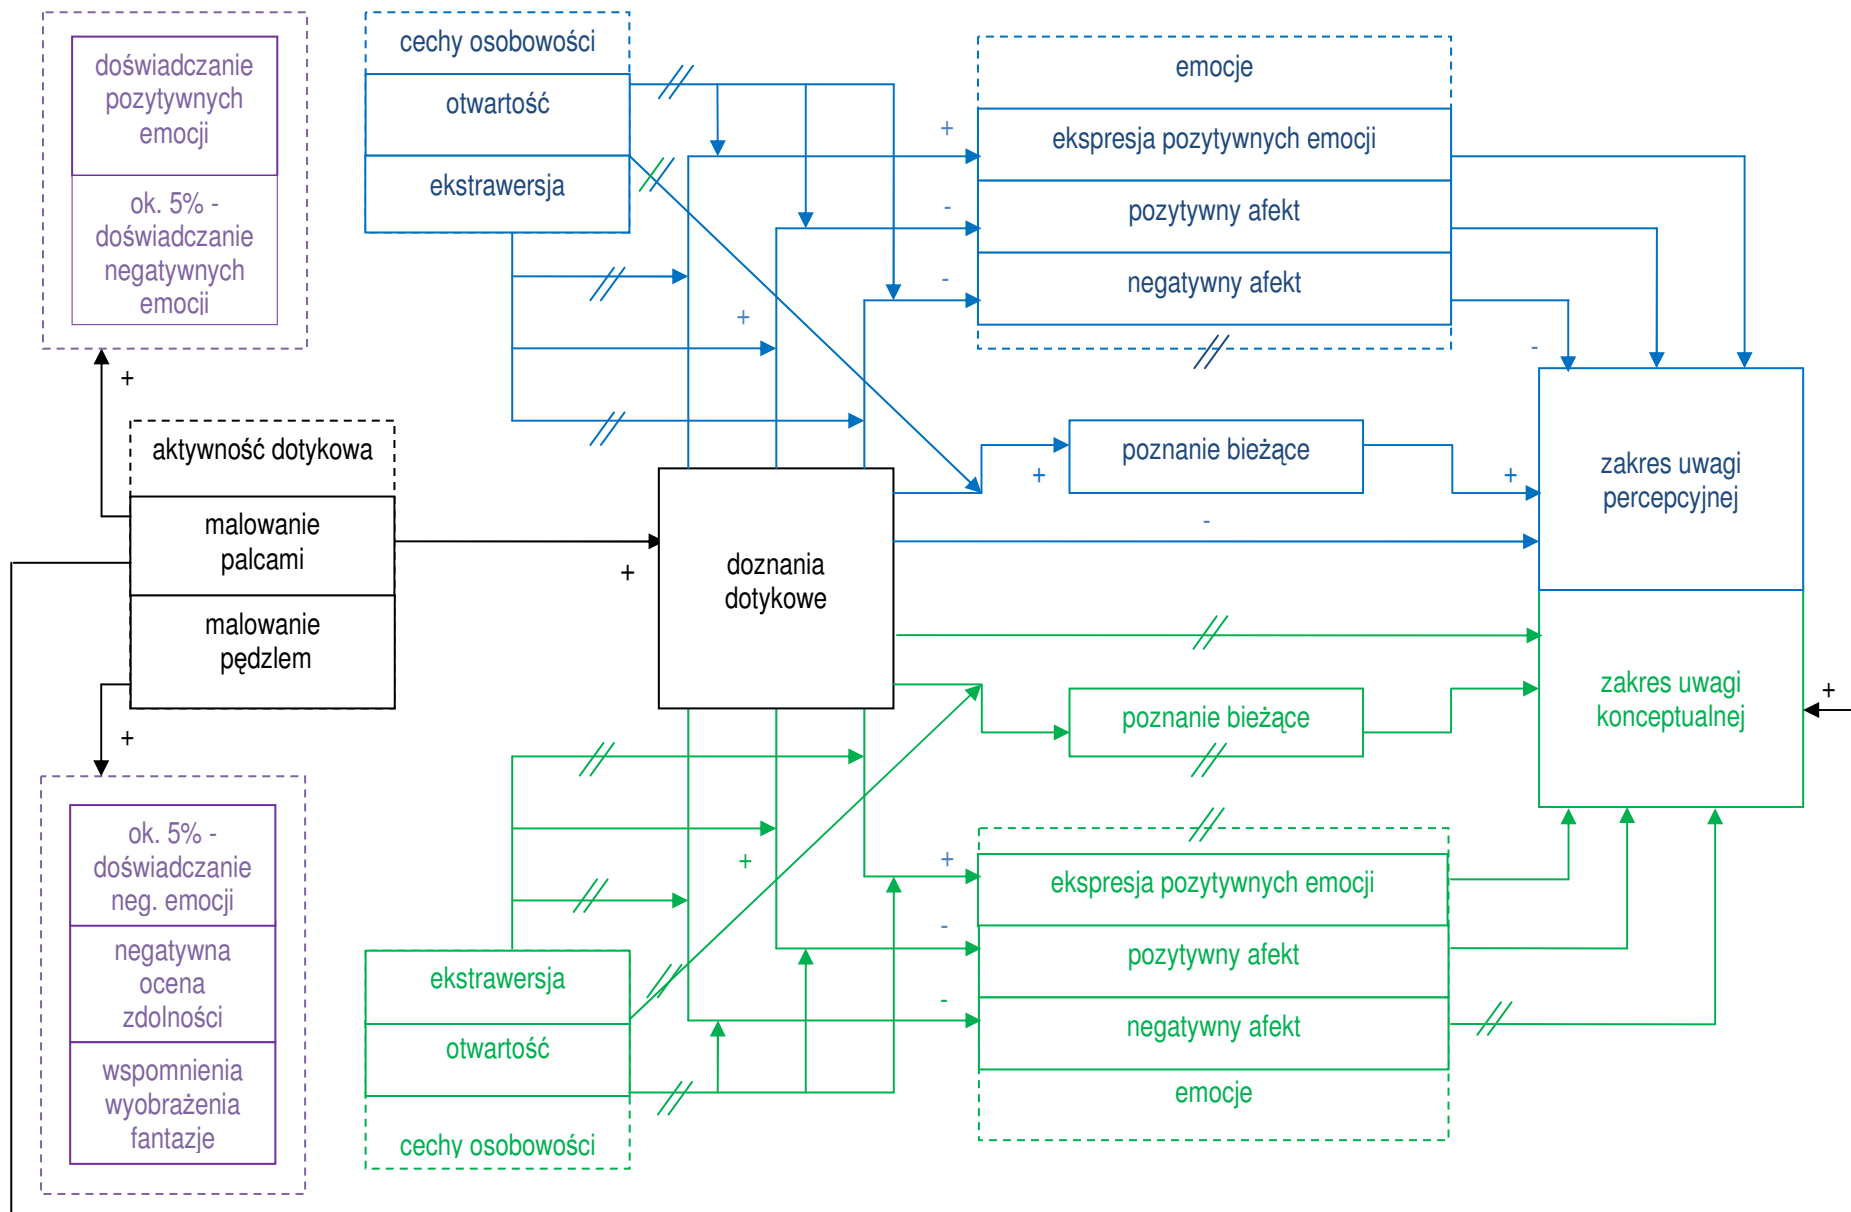 doświadczanie
pozytywnych
emocji
ok. 5% -
doświadczanie
negatywnych
emocji
+
cechy osobowości
otwartość
ekstrawersja
+
emocje
+
ekspresja pozytywnych emocji
-
pozytywny afekt
-
negatywny afekt
-
aktywność dotykowa
malowanie
palcami
malowanie
pędzlem
+
+
doznania
dotykowe
+
poznanie bieżące
+
-
zakres uwagi
percepcyjnej
zakres uwagi
konceptualnej
+
poznanie bieżące
ok. 5% -
doświadczanie
neg. emocji
negatywna
ocena
zdolności
wspomnienia
wyobrażenia
fantazje
+
ekstrawersja
otwartość
cechy osobowości
+
ekspresja pozytywnych emocji
-
pozytywny afekt
-
negatywny afekt
emocje